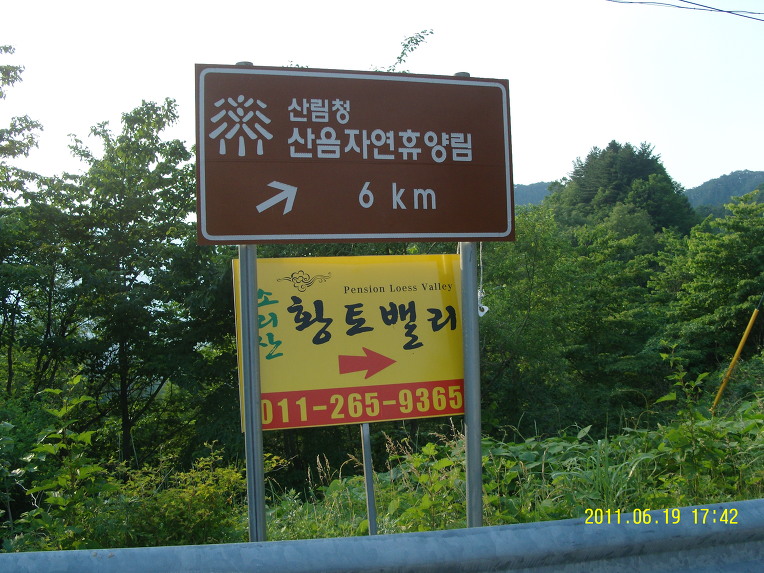 산림청
산음자연휴양림
6 km
Pension Loess Valley
소리산
황토밸리
011-265-9365
2011.06.19 17:42